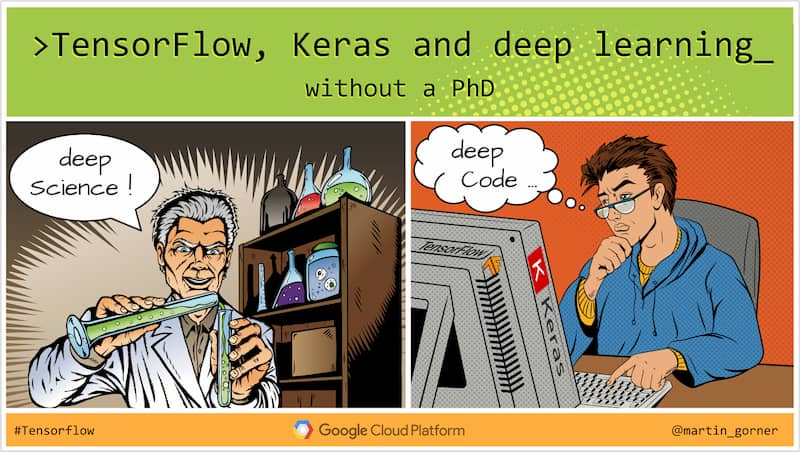 >TensorFlow, Keras and deep learning_
without a PhD
deep
Science !
deep
Code ...
TensorFlow
K Keras
#Tensorflow
Google Cloud Platform
@martin_gorner